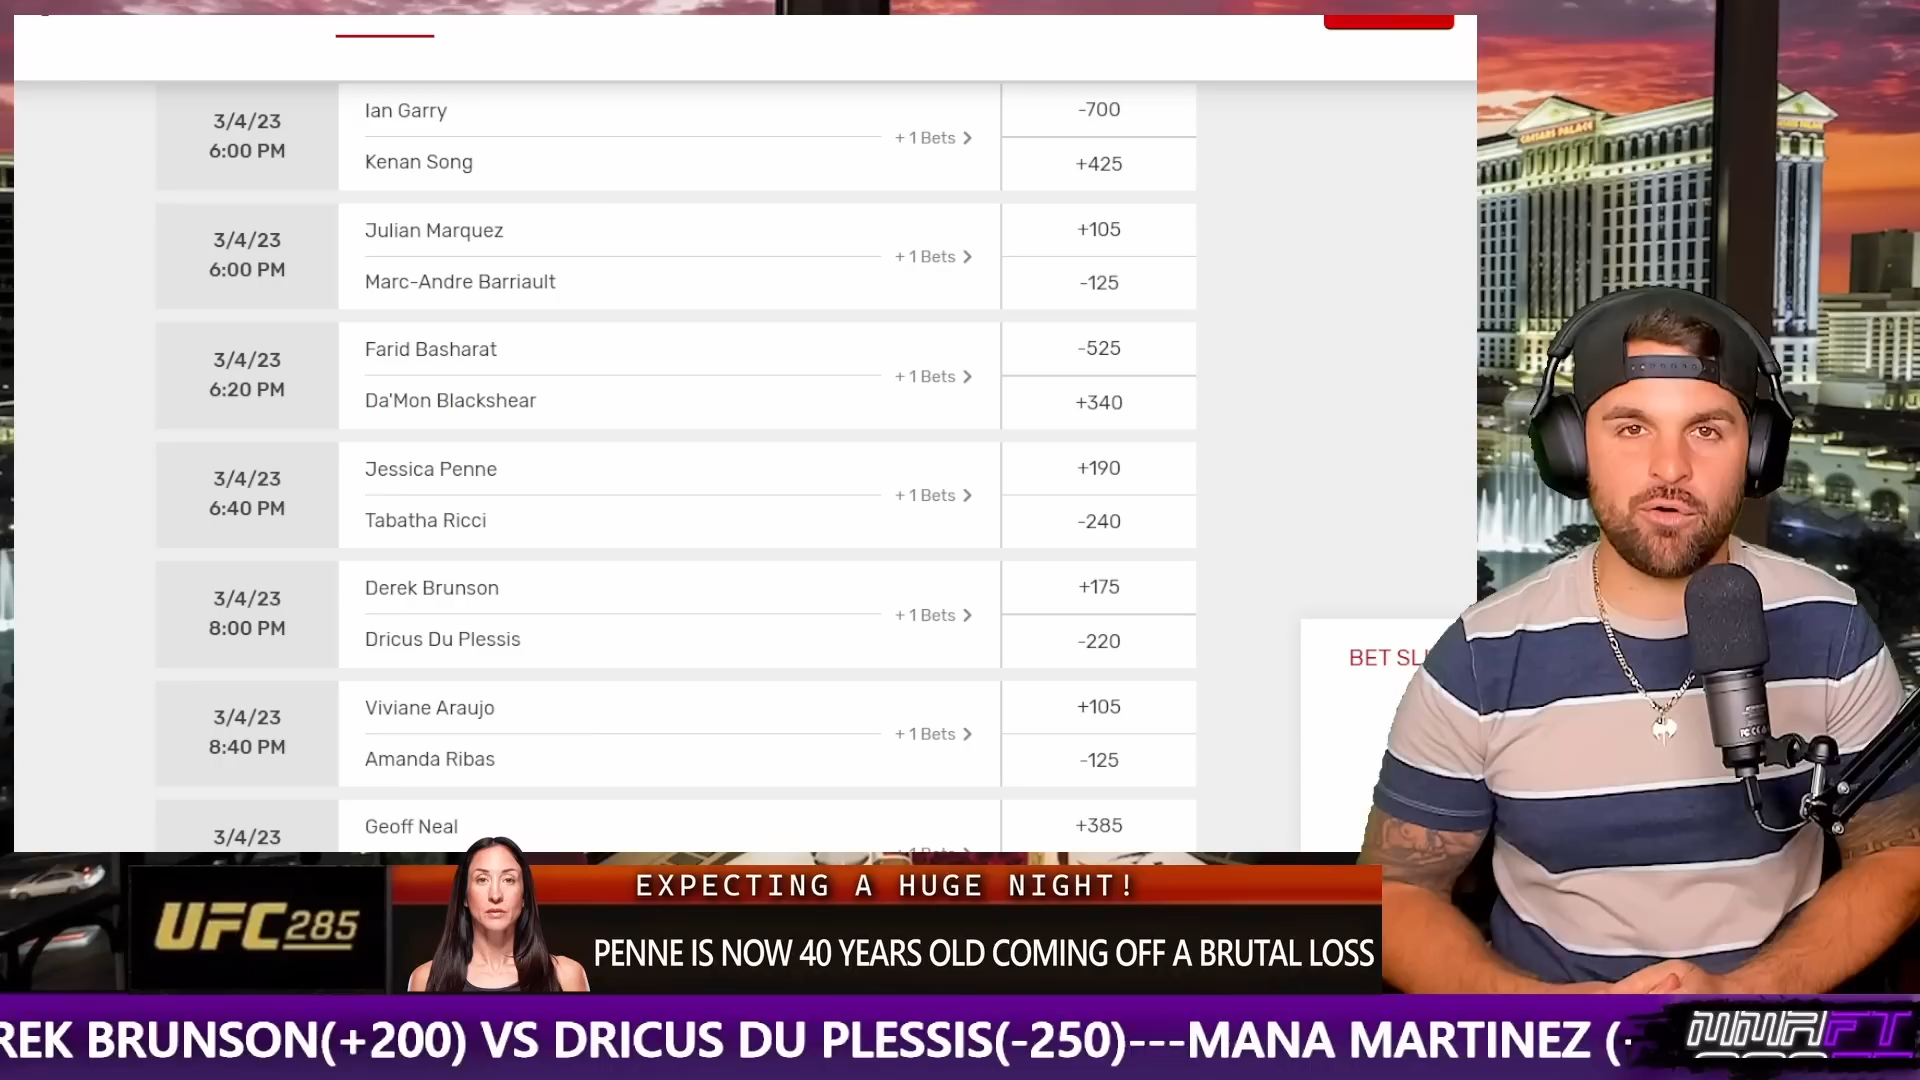 3/4/23
6:00 PM
Ian Garry
Kenan Song
+ 1 Bets
-700
+425
3/4/23
6:00 PM
Julian Marquez
Marc-Andre Barriault
+ 1 Bets
+105
-125
3/4/23
6:20 PM
Farid Basharat
Da'Mon Blackshear
+ 1 Bets
-525
+340
3/4/23
6:40 PM
Jessica Penne
Tabatha Ricci
+ 1 Bets
+190
-240
3/4/23
8:00 PM
Derek Brunson
Dricus Du Plessis
+ 1 Bets
+175
-220
3/4/23
8:40 PM
Viviane Araujo
Amanda Ribas
+ 1 Bets
+105
-125
3/4/23
Geoff Neal
+ 1 Bets
+385
BET SL
CAESARS PALACE
UFC 285
EXPECTING A HUGE NIGHT!
PENNE IS NOW 40 YEARS OLD COMING OFF A BRUTAL LOSS
REK BRUNSON(+200) VS DRICUS DU PLESSIS(-250)---MANA MARTINEZ (-